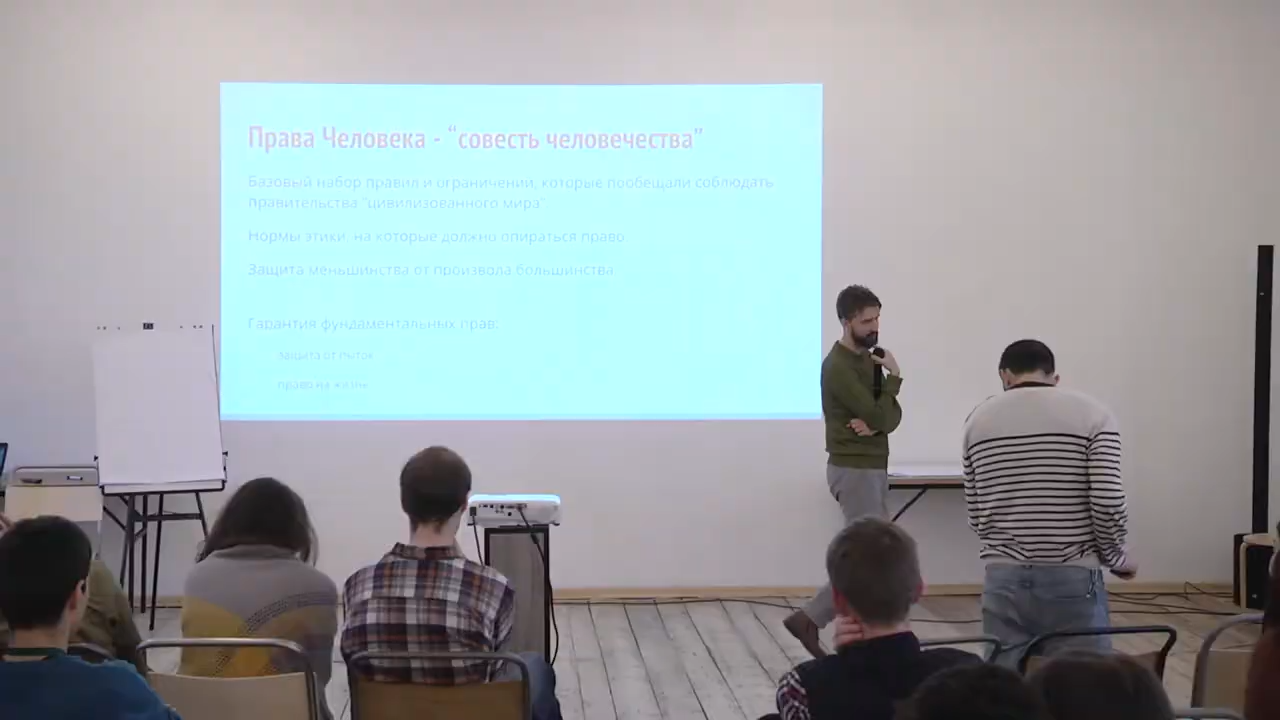 Права Человека - “совесть человечества”
Базовый набор правил и ограничений, которые пообещали соблюдать
правительства “цивилизованного мира”
Нормы этики, на которые должно опираться право
Защита меньшинства от произвола большинства
Гарантия фундаментальных прав:
защита от пыток
право на жизнь